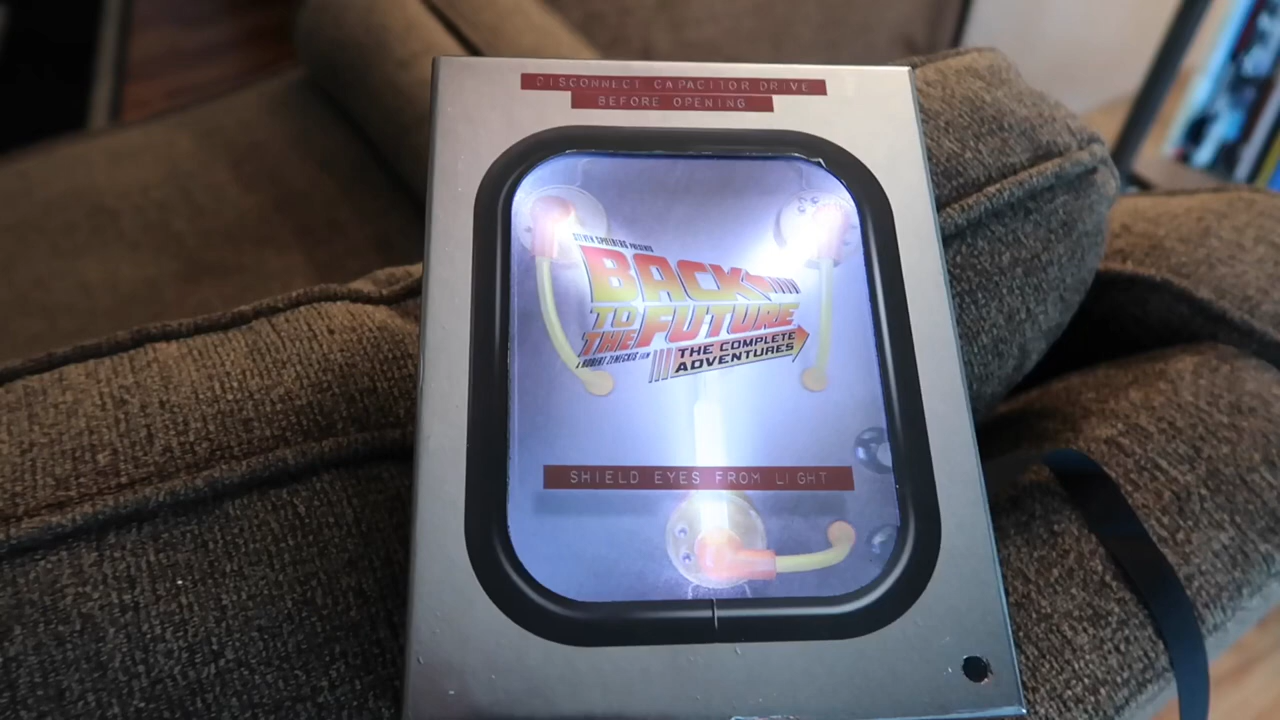 DISCONNECT CAPACITOR DRIVE
BEFORE OPENING
STEVEN SPIELBERG PRESENTS
BACK
TO
THE FUTURE
A ROBERT ZEMECKIS FILM
THE COMPLETE
ADVENTURES
SHIELD EYES FROM LIGHT